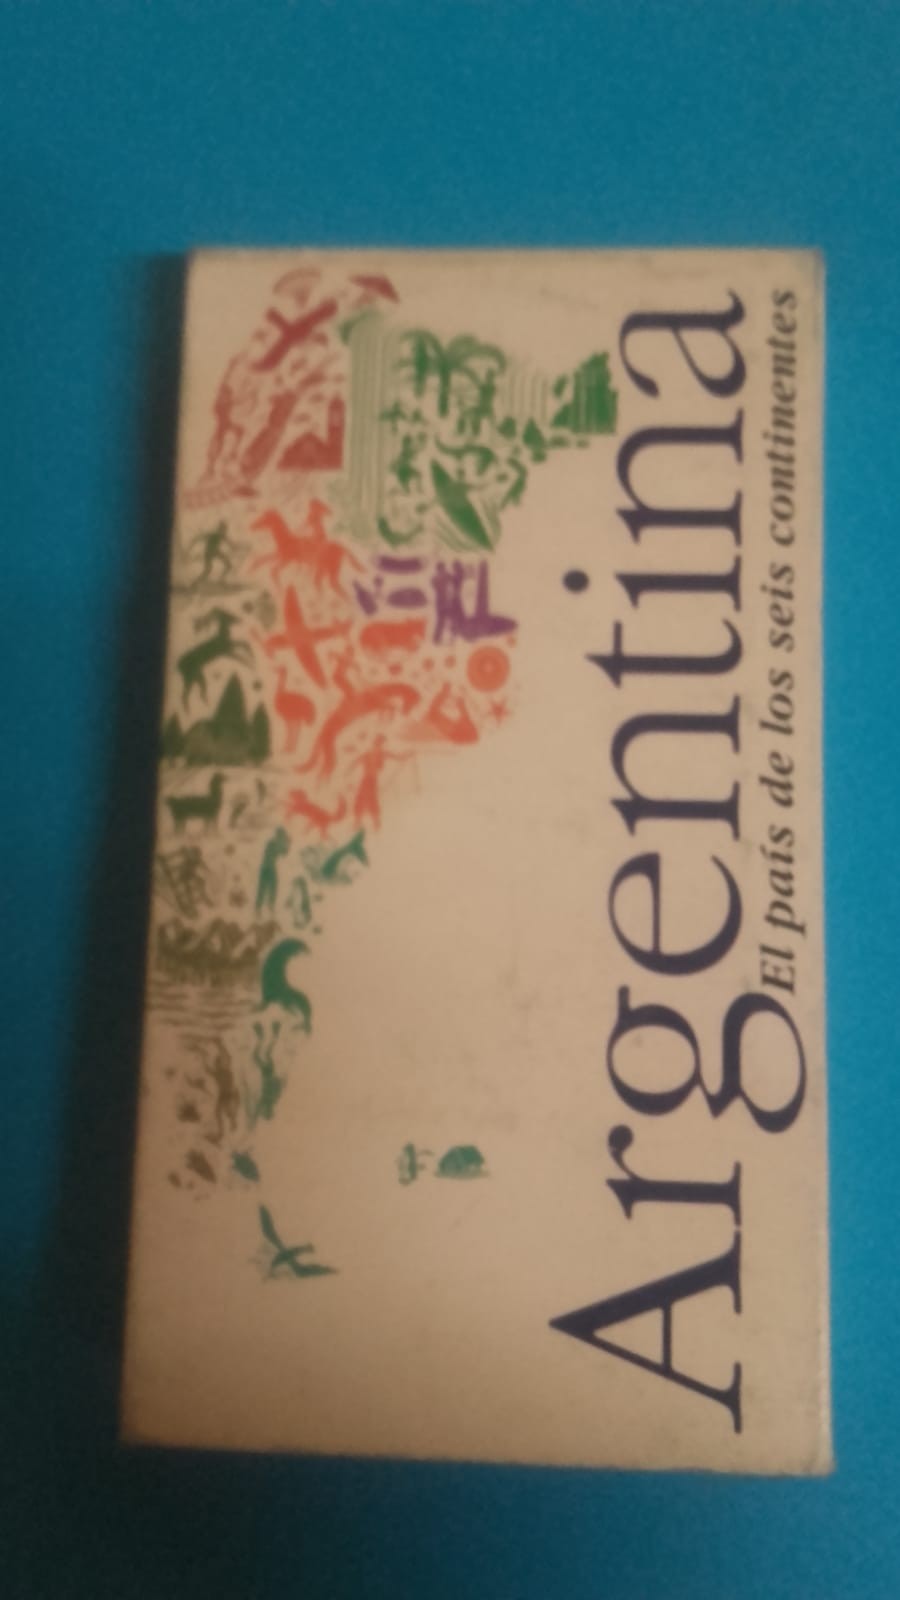 Argentina
El país de los seis continentes